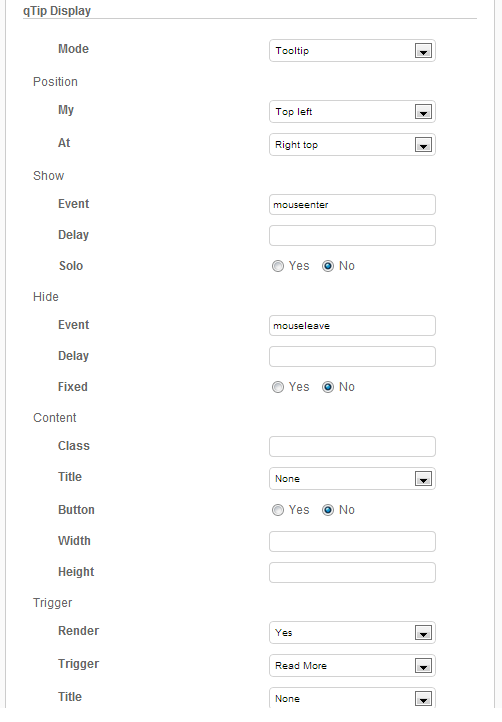 qTip Display
Mode Tooltip
Position
My Top left
At Right top
Show
Event mouseenter
Delay
Solo Yes No
Hide
Event mouseleave
Delay
Fixed Yes No
Content
Class
Title None
Button Yes No
Width
Height
Trigger
Render Yes
Trigger Read More
Title None